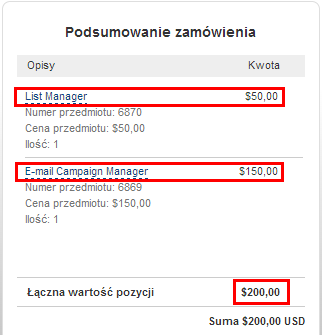 Podsumowanie zamówienia
Opisy Kwota
List Manager $50,00
Numer przedmiotu: 6870
Cena przedmiotu: $50,00
Ilość: 1
E-mail Campaign Manager $150,00
Numer przedmiotu: 6869
Cena przedmiotu: $150,00
Ilość: 1
Łączna wartość pozycji $200,00
Suma $200,00 USD